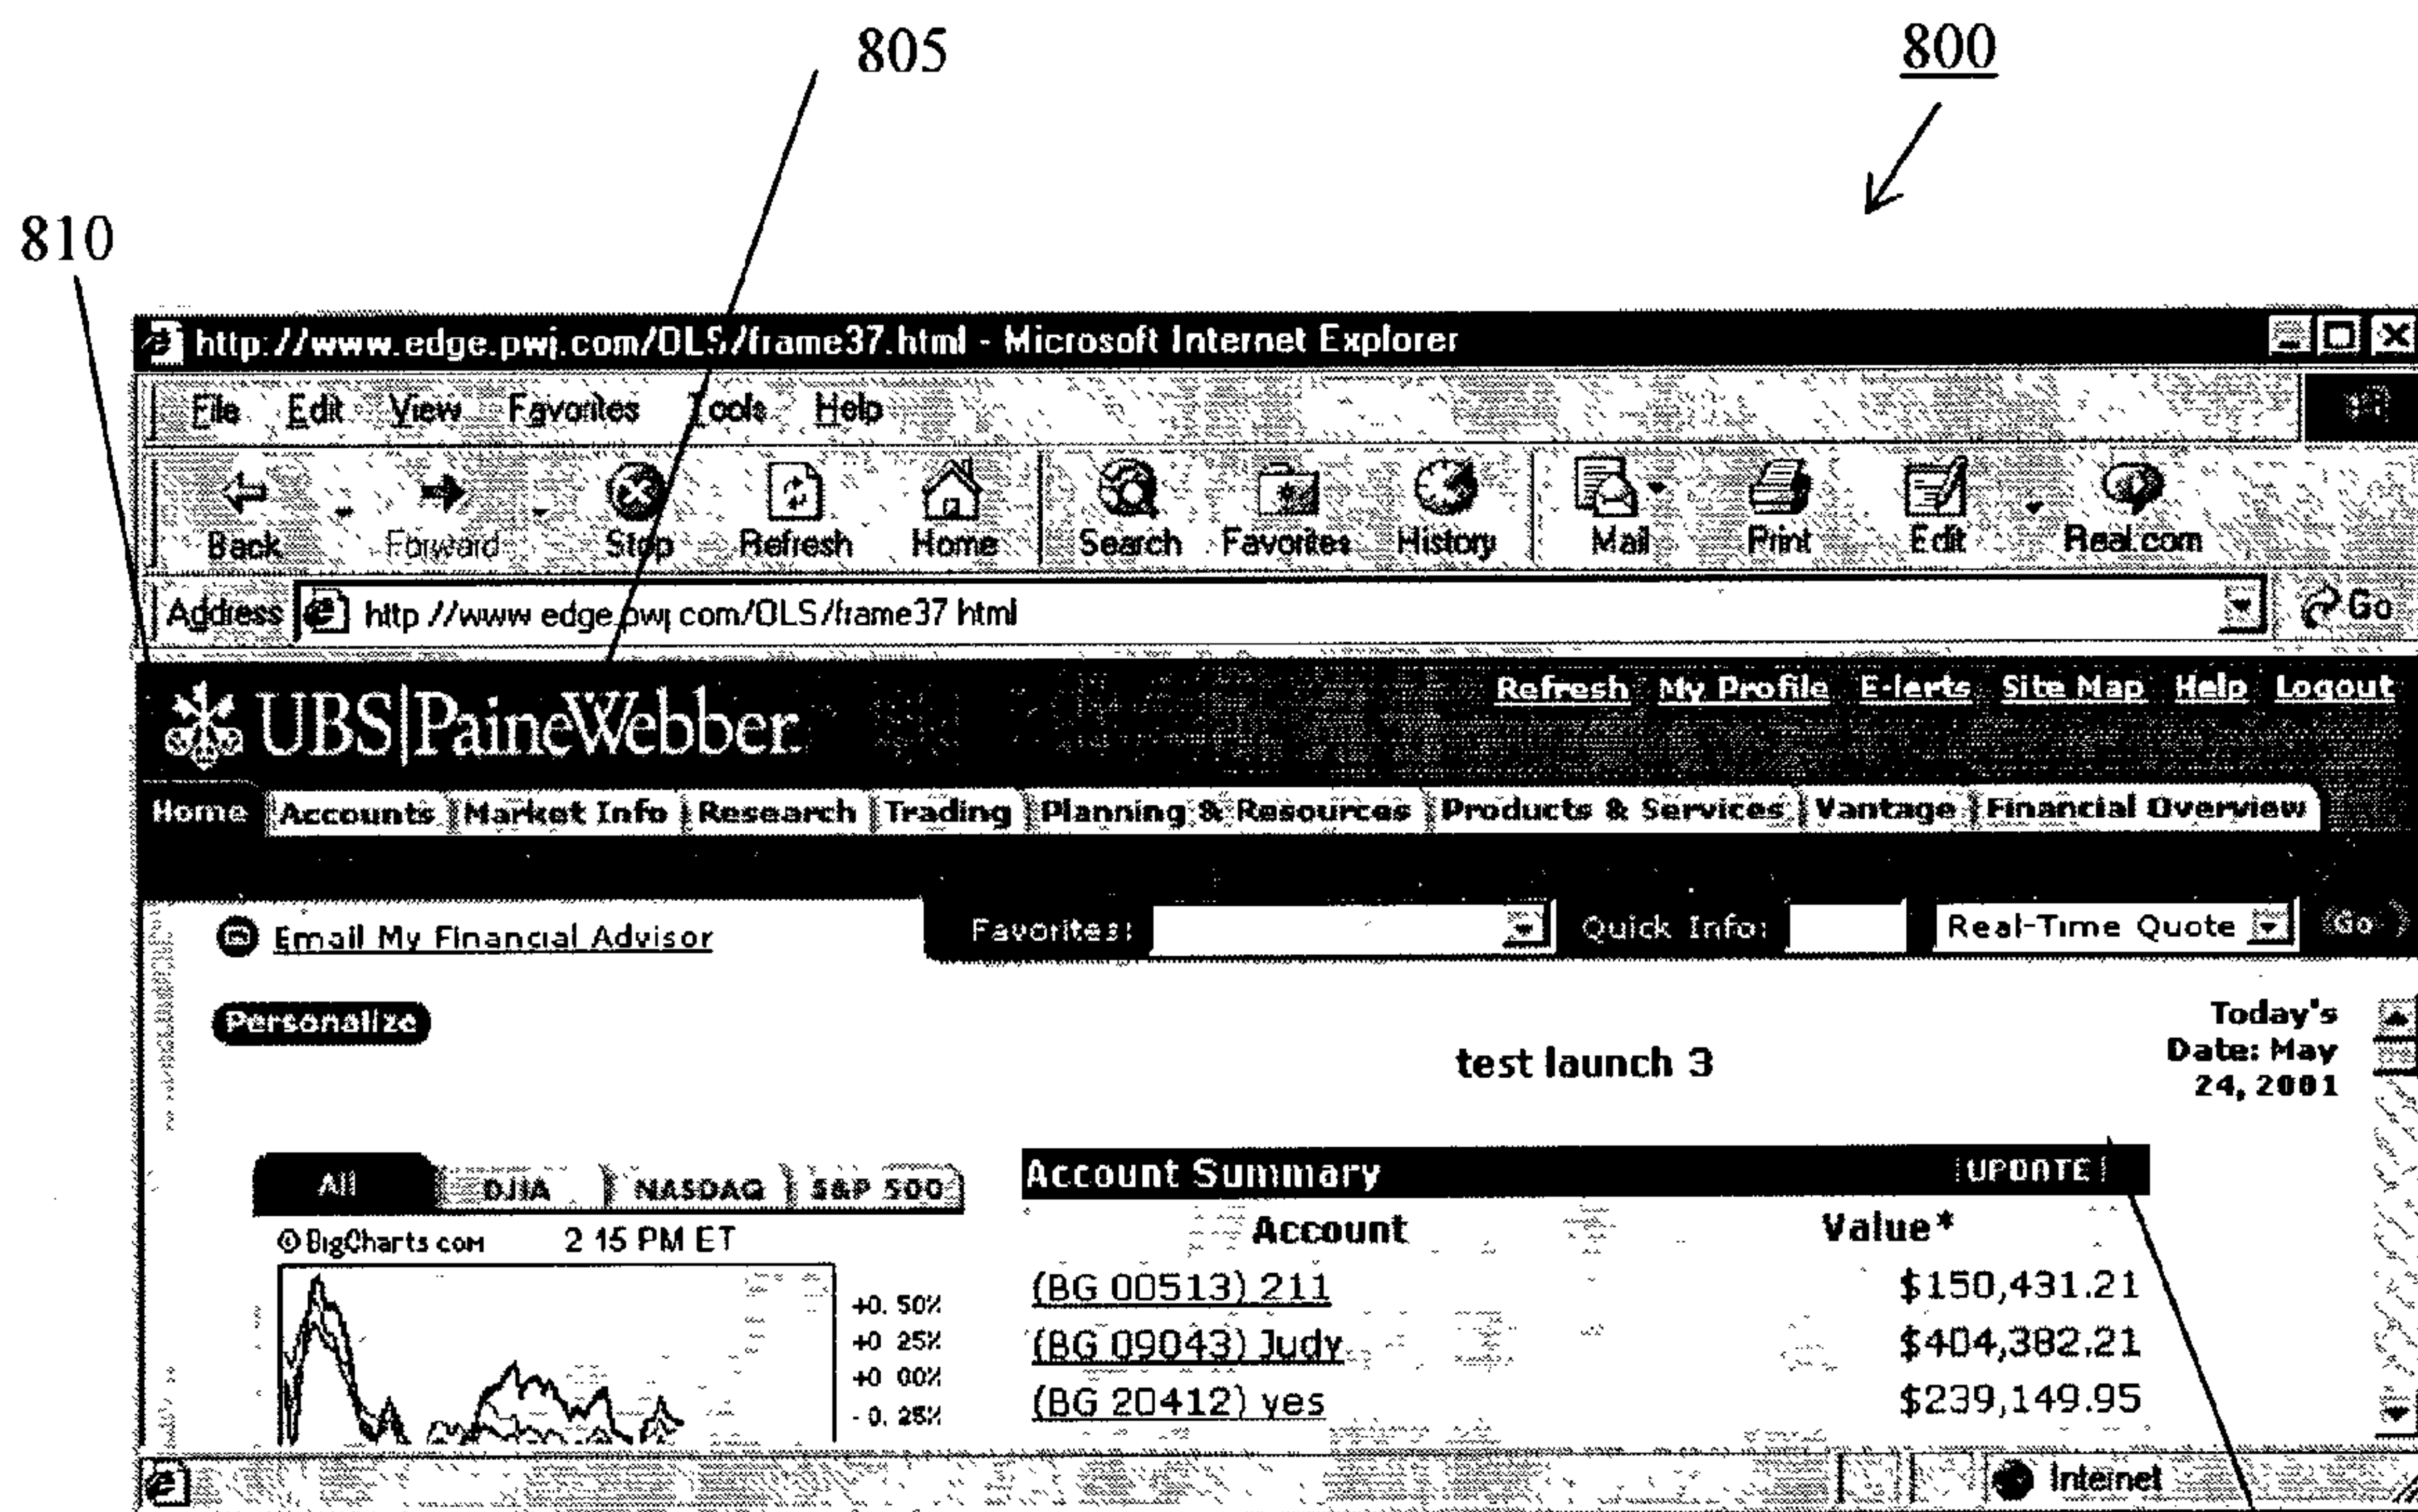 805
800
810
http://www.edge.pwj.com/OLS/frame37.html - Microsoft Internet Explorer
File Edit View Favorites Tools Help
Back Forward Stop Refresh Home Search Favorites History Mail Print Edit Real.com
Address http //www edge.pwj com/OLS/frame37 html Go
UBS|PaineWebber.
Refresh My Profile E-lerts Site Map Help Logout
Home Accounts Market Info Research Trading Planning & Resources Products & Services Vantage Financial Overview
Email My Financial Advisor Favorites: Quick Info: Real-Time Quote Go
Personalize
test launch 3
Today's
Date: May
24, 2001
All DJIA NASDAQ S&P 500
©BigCharts com 2 15 PM ET
+0. 50%
+0 25%
+0 00%
- 0. 25%
Account Summary UPDATE
Account Value*
(BG 00513) 211 $150,431.21
(BG 09043) Judy $404,382.21
(BG 20412) yes $239,149.95
Internet